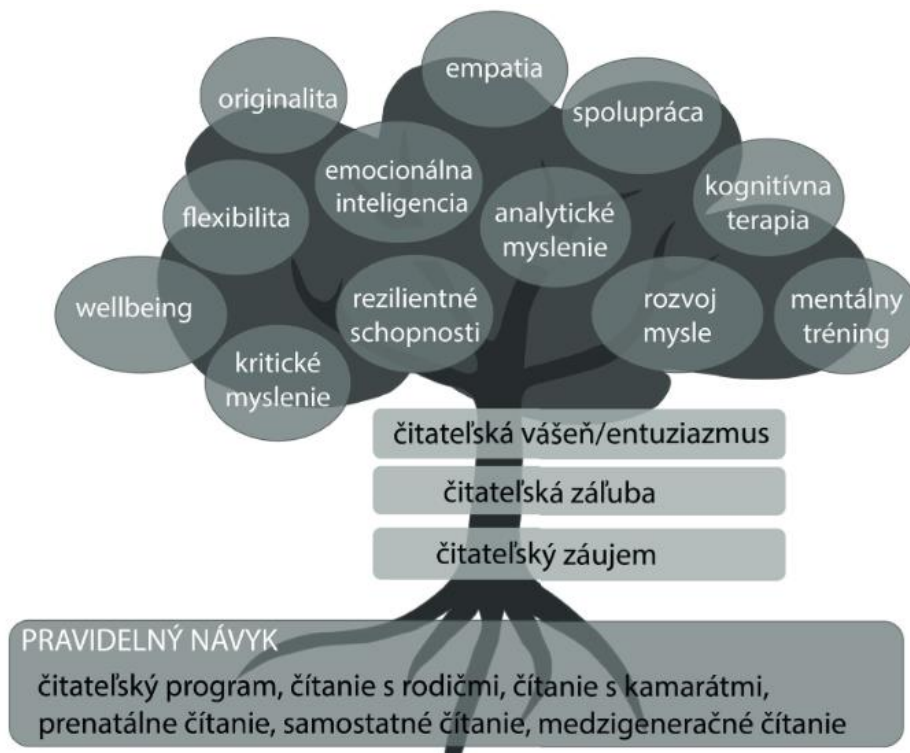 originalita
empatia
spolupráca
emocionálna
inteligencia
kognitívna
terapia
flexibilita
analytické
myslenie
wellbeing
rezilientné
schopnosti
rozvoj
mysle
mentálny
tréning
kritické
myslenie
čitateľská vášeň/entuziazmus
čitateľská záľuba
čitateľský záujem
PRAVIDELNÝ NÁVYK
čitateľský program, čítanie s rodičmi, čítanie s kamarátmi,
prenatálne čítanie, samostatné čítanie, medzigeneračné čítanie